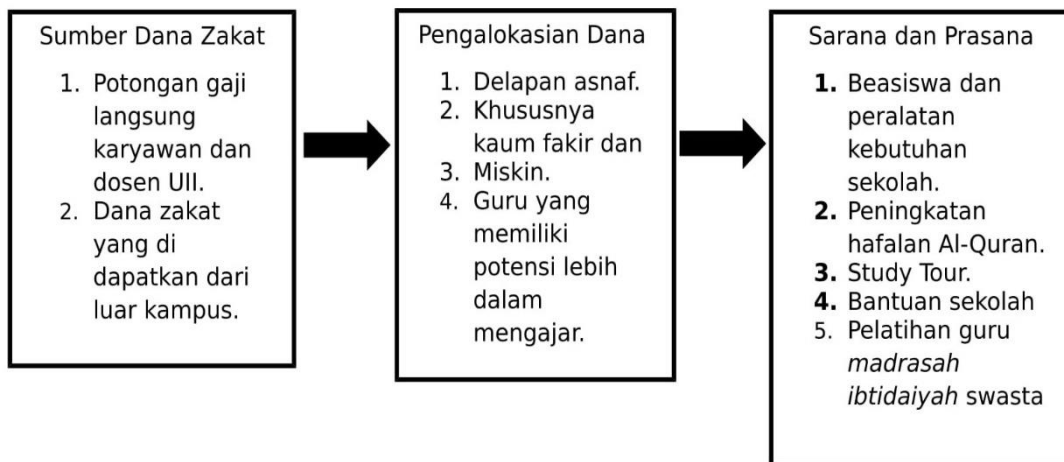 Sumber Dana Zakat
1. Potongan gaji
langsung
karyawan dan
dosen UII.
2. Dana zakat
yang di
dapatkan dari
luar kampus.
Pengalokasian Dana
1. Delapan asnaf.
2. Khususnya
kaum fakir dan
3. Miskin.
4. Guru yang
memiliki
potensi lebih
dalam
mengajar.
Sarana dan Prasana
1. Beasiswa dan
peralatan
kebutuhan
sekolah.
2. Peningkatan
hafalan Al-Quran.
3. Study Tour.
4. Bantuan sekolah
5. Pelatihan guru
madrasah
ibtidaiyah swasta